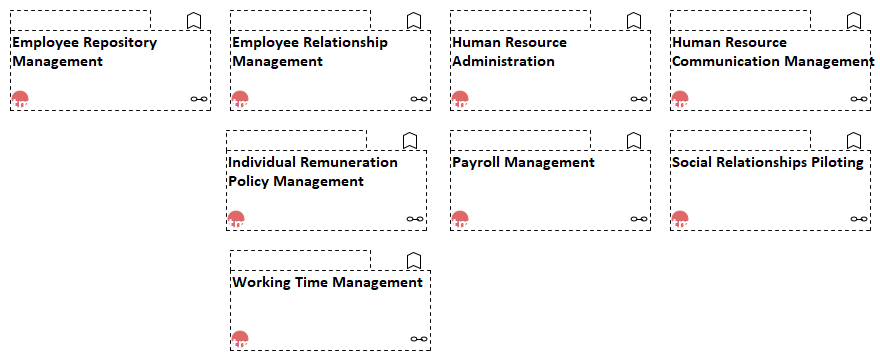 Employee Repository
Management
Employee Relationship
Management
Human Resource
Administration
Human Resource
Communication Management
Individual Remuneration
Policy Management
Payroll Management
Social Relationships Piloting
Working Time Management